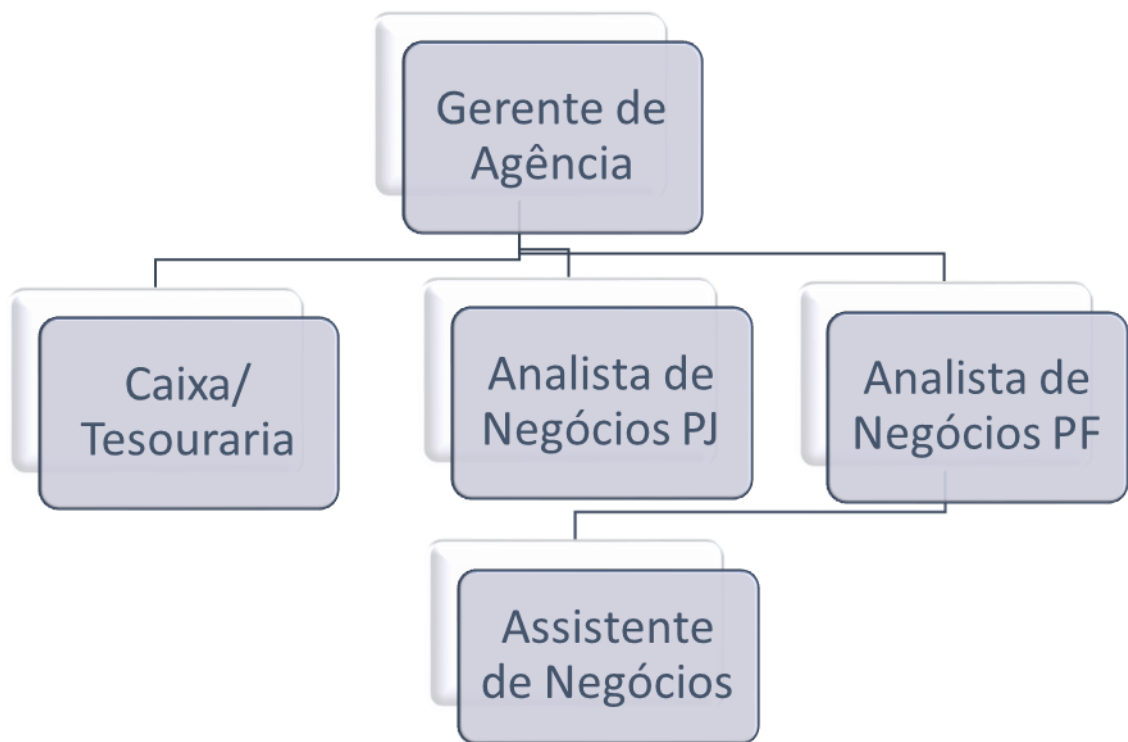 Gerente de
Agência
Caixa/
Tesouraria
Analista de
Negócios PJ
Analista de
Negócios PF
Assistente
de Negócios